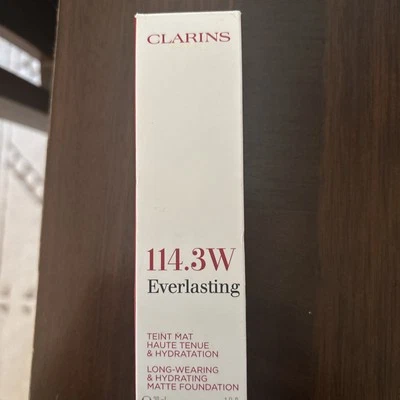 CLARINS
114.3W
Everlasting
TEINT MAT
HAUTE TENUE
& HYDRATATION
LONG-WEARING
& HYDRATING
MATTE FOUNDATION